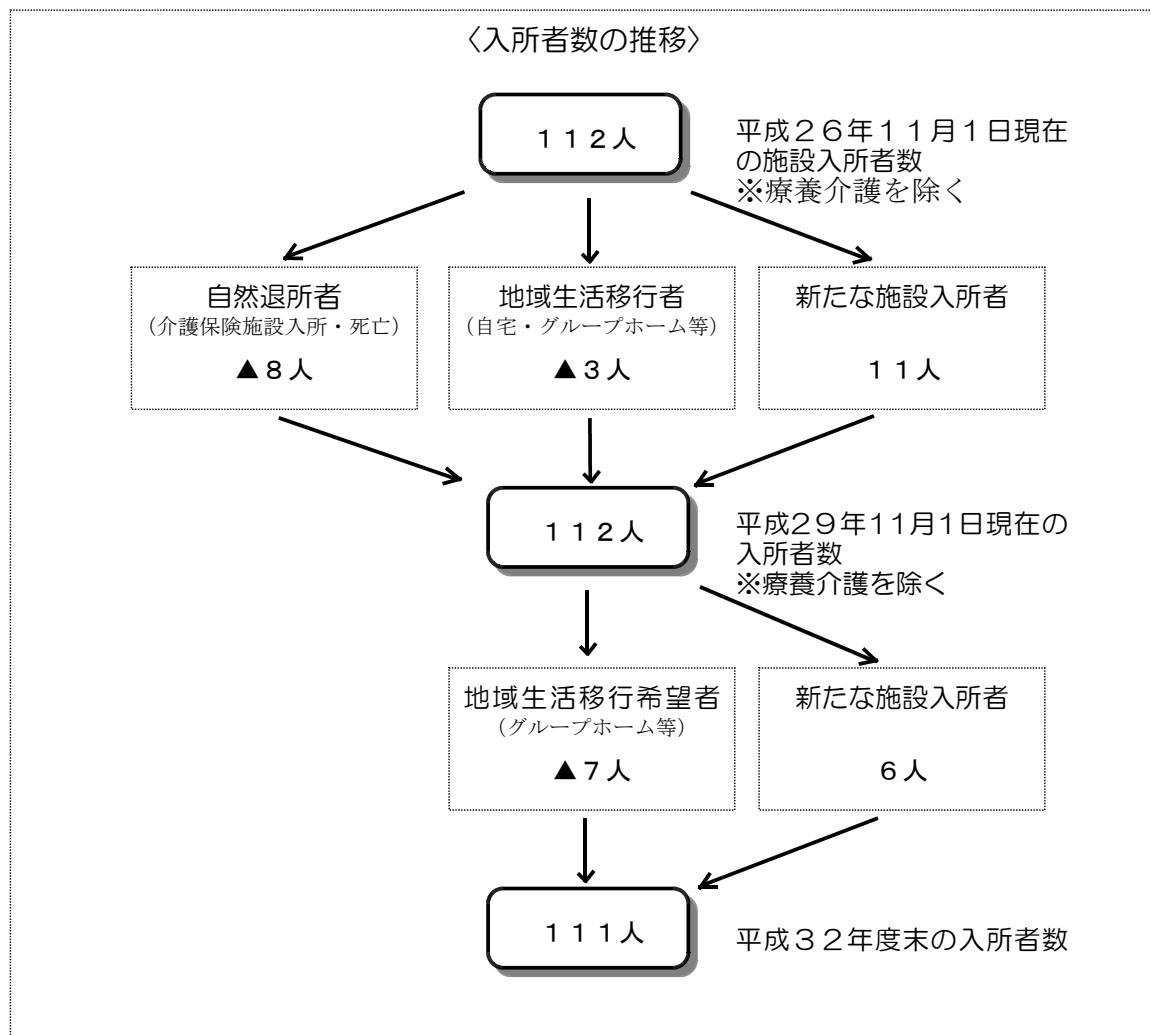 〈入所者数の推移〉
１１２人
平成２６年１１月１日現在
の施設入所者数
※療養介護を除く
自然退所者
（介護保険施設入所・死亡）
▲８人
地域生活移行者
（自宅・グループホーム等）
▲３人
新たな施設入所者
１１人
１１２人
平成29年11月1日現在の
入所者数
※療養介護を除く
地域生活移行希望者
（グループホーム等）
▲７人
新たな施設入所者
６人
１１１人
平成３２年度末の入所者数